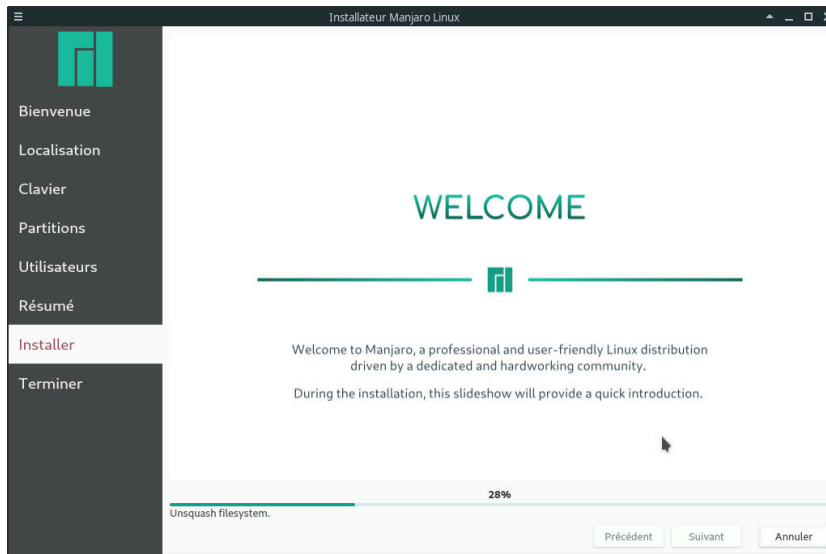 Installateur Manjaro Linux
Bienvenue
Localisation
Clavier
Partitions
Utilisateurs
Résumé
Installer
Terminer
WELCOME
Welcome to Manjaro, a professional and user-friendly Linux distribution
driven by a dedicated and hardworking community.
During the installation, this slideshow will provide a quick introduction.
28%
Unsquash filesystem.
Précédent Suivant Annuler